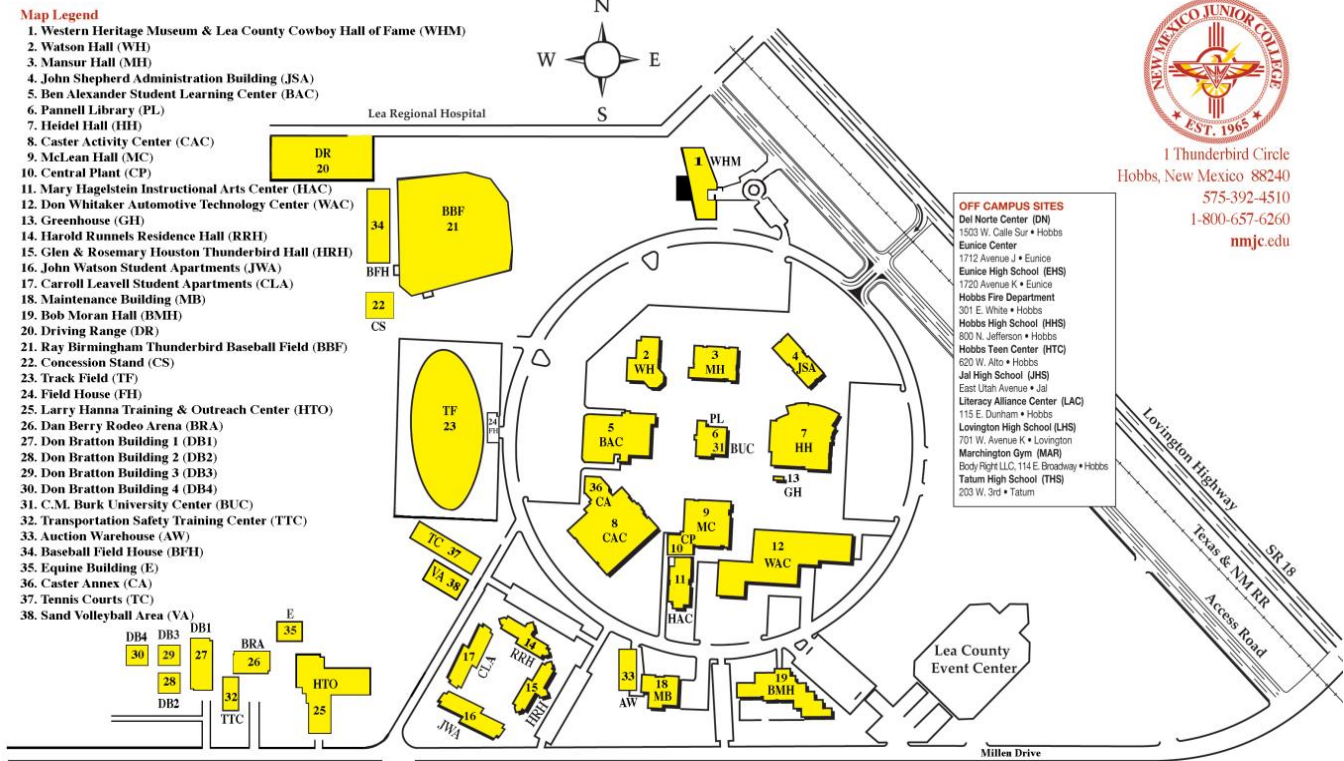 Map Legend
1. Western Heritage Museum & Lea County Cowboy Hall of Fame (WHM)
2. Watson Hall (WH)
3. Mansur Hall (MH)
4. John Shepherd Administration Building (JSA)
5. Ben Alexander Student Learning Center (BAC)
6. Pannell Library (PL)
7. Heidel Hall (HH)
8. Caster Activity Center (CAC)
9. McLean Hall (MC)
10. Central Plant (CP)
11. Mary Hagelstein Instructional Arts Center (HAC)
12. Don Whitaker Automotive Technology Center (WAC)
13. Greenhouse (GH)
14. Harold Runnels Residence Hall (RRH)
15. Glen & Rosemary Houston Thunderbird Hall (HRH)
16. John Watson Student Apartments (JWA)
17. Carroll Leavell Student Apartments (CLA)
18. Maintenance Building (MB)
19. Bob Moran Hall (BMH)
20. Driving Range (DR)
21. Ray Birmingham Thunderbird Baseball Field (BBF)
22. Concession Stand (CS)
23. Track Field (TF)
24. Field House (FH)
25. Larry Hanna Training & Outreach Center (HTO)
26. Dan Berry Rodeo Arena (BRA)
27. Don Bratton Building 1 (DB1)
28. Don Bratton Building 2 (DB2)
29. Don Bratton Building 3 (DB3)
30. Don Bratton Building 4 (DB4)
31. C.M. Burk University Center (BUC)
32. Transportation Safety Training Center (TTC)
33. Auction Warehouse (AW)
34. Baseball Field House (BFH)
35. Equine Building (E)
36. Caster Annex (CA)
37. Tennis Courts (TC)
38. Sand Volleyball Area (VA)
N
W E
S
NEW MEXICO JUNIOR COLLEGE
★ EST. 1965 ★
1 Thunderbird Circle
Hobbs, New Mexico 88240
575-392-4510
1-800-657-6260
nmjc.edu
OFF CAMPUS SITES
Del Norte Center (DN)
1503 W. Calle Sur • Hobbs
Eunice Center
1712 Avenue J • Eunice
Eunice High School (EHS)
1720 Avenue K • Eunice
Hobbs Fire Department
301 E. White • Hobbs
Hobbs High School (HHS)
800 N. Jefferson • Hobbs
Hobbs Teen Center (HTC)
620 W. Alto • Hobbs
Jal High School (JHS)
East Utah Avenue • Jal
Literacy Alliance Center (LAC)
115 E. Dunham • Hobbs
Lovington High School (LHS)
701 W. Avenue K • Lovington
Marchington Gym (MAR)
Body Right LLC, 114 E. Broadway • Hobbs
Tatum High School (THS)
203 W. 3rd • Tatum
Lea Regional Hospital
DR
20
1 WHM
34
BFH
BBF
21
22
CS
TF
23
24
FH
2
WH
3
MH
4
JSA
5
BAC
PL
6
31 BUC
7
HH
13
GH
36
CA
8
CAC
9
MC
CP
10
11
HAC
12
WAC
TC 37
VA 38
E
35
DB4
30
DB3
29
28
DB2
DB1
27
BRA
26
32
TTC
HTO
25
17
CLA
14
RRH
15
HRH
16
JWA
33
AW
18
MB
19
BMH
Lea County
Event Center
Lovington Highway
SR 18
Texas & NM RR
Access Road
Millen Drive